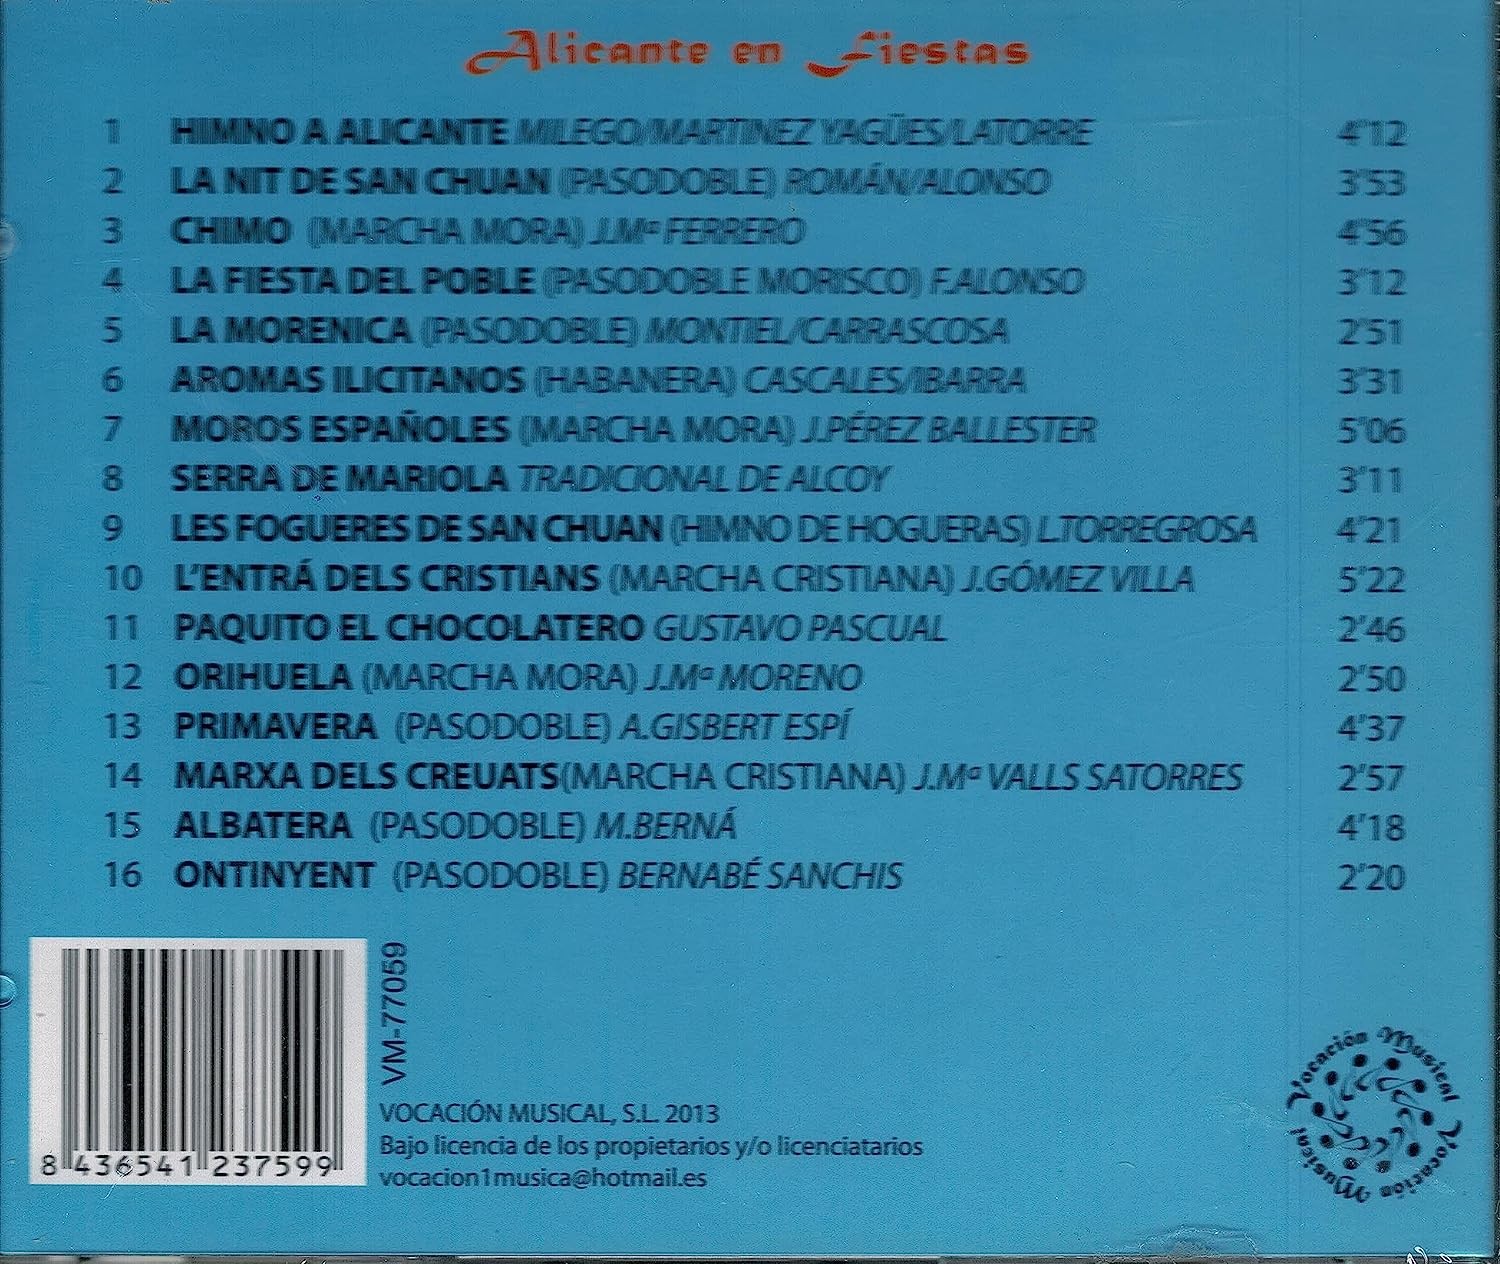 Alicante en Fiestas
1 HIMNO A ALICANTE MILEGO/MARTINEZ YAGÜES/LATORRE 4'12
2 LA NIT DE SAN CHUAN (PASODOBLE) ROMÁN/ALONSO 3'53
3 CHIMO (MARCHA MORA) J.Mª FERRERO 4'56
4 LA FIESTA DEL POBLE (PASODOBLE MORISCO) F.ALONSO 3'12
5 LA MORENICA (PASODOBLE) MONTIEL/CARRASCOSA 2'51
6 AROMAS ILICITANOS (HABANERA) CASCALES/IBARRA 3'31
7 MOROS ESPAÑOLES (MARCHA MORA) J.PÉREZ BALLESTER 5'06
8 SERRA DE MARIOLA TRADICIONAL DE ALCOY 3'11
9 LES FOGUERES DE SAN CHUAN (HIMNO DE HOGUERAS) L.TORREGROSA 4'21
10 L'ENTRÁ DELS CRISTIANS (MARCHA CRISTIANA) J.GÓMEZ VILLA 5'22
11 PAQUITO EL CHOCOLATERO GUSTAVO PASCUAL 2'46
12 ORIHUELA (MARCHA MORA) J.Mª MORENO 2'50
13 PRIMAVERA (PASODOBLE) A.GISBERT ESPÍ 4'37
14 MARXA DELS CREUATS(MARCHA CRISTIANA) J.Mª VALLS SATORRES 2'57
15 ALBATERA (PASODOBLE) M.BERNÁ 4'18
16 ONTINYENT (PASODOBLE) BERNABÉ SANCHIS 2'20
8 436541 237599
VM-77059
VOCACIÓN MUSICAL, S.L. 2013
Bajo licencia de los propietarios y/o licenciatarios
vocacion1musica@hotmail.es
Vocación Musical Vocación Musical